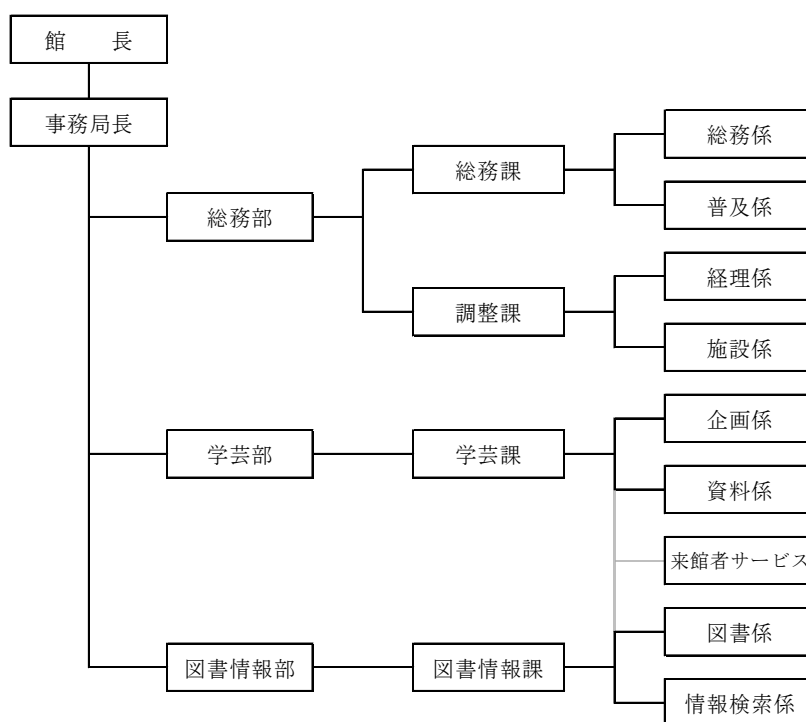 館　　長
事務局長
総務部
総務課
総務係
普及係
調整課
経理係
施設係
学芸部
学芸課
企画係
資料係
来館者サービス
図書情報部
図書情報課
図書係
情報検索係